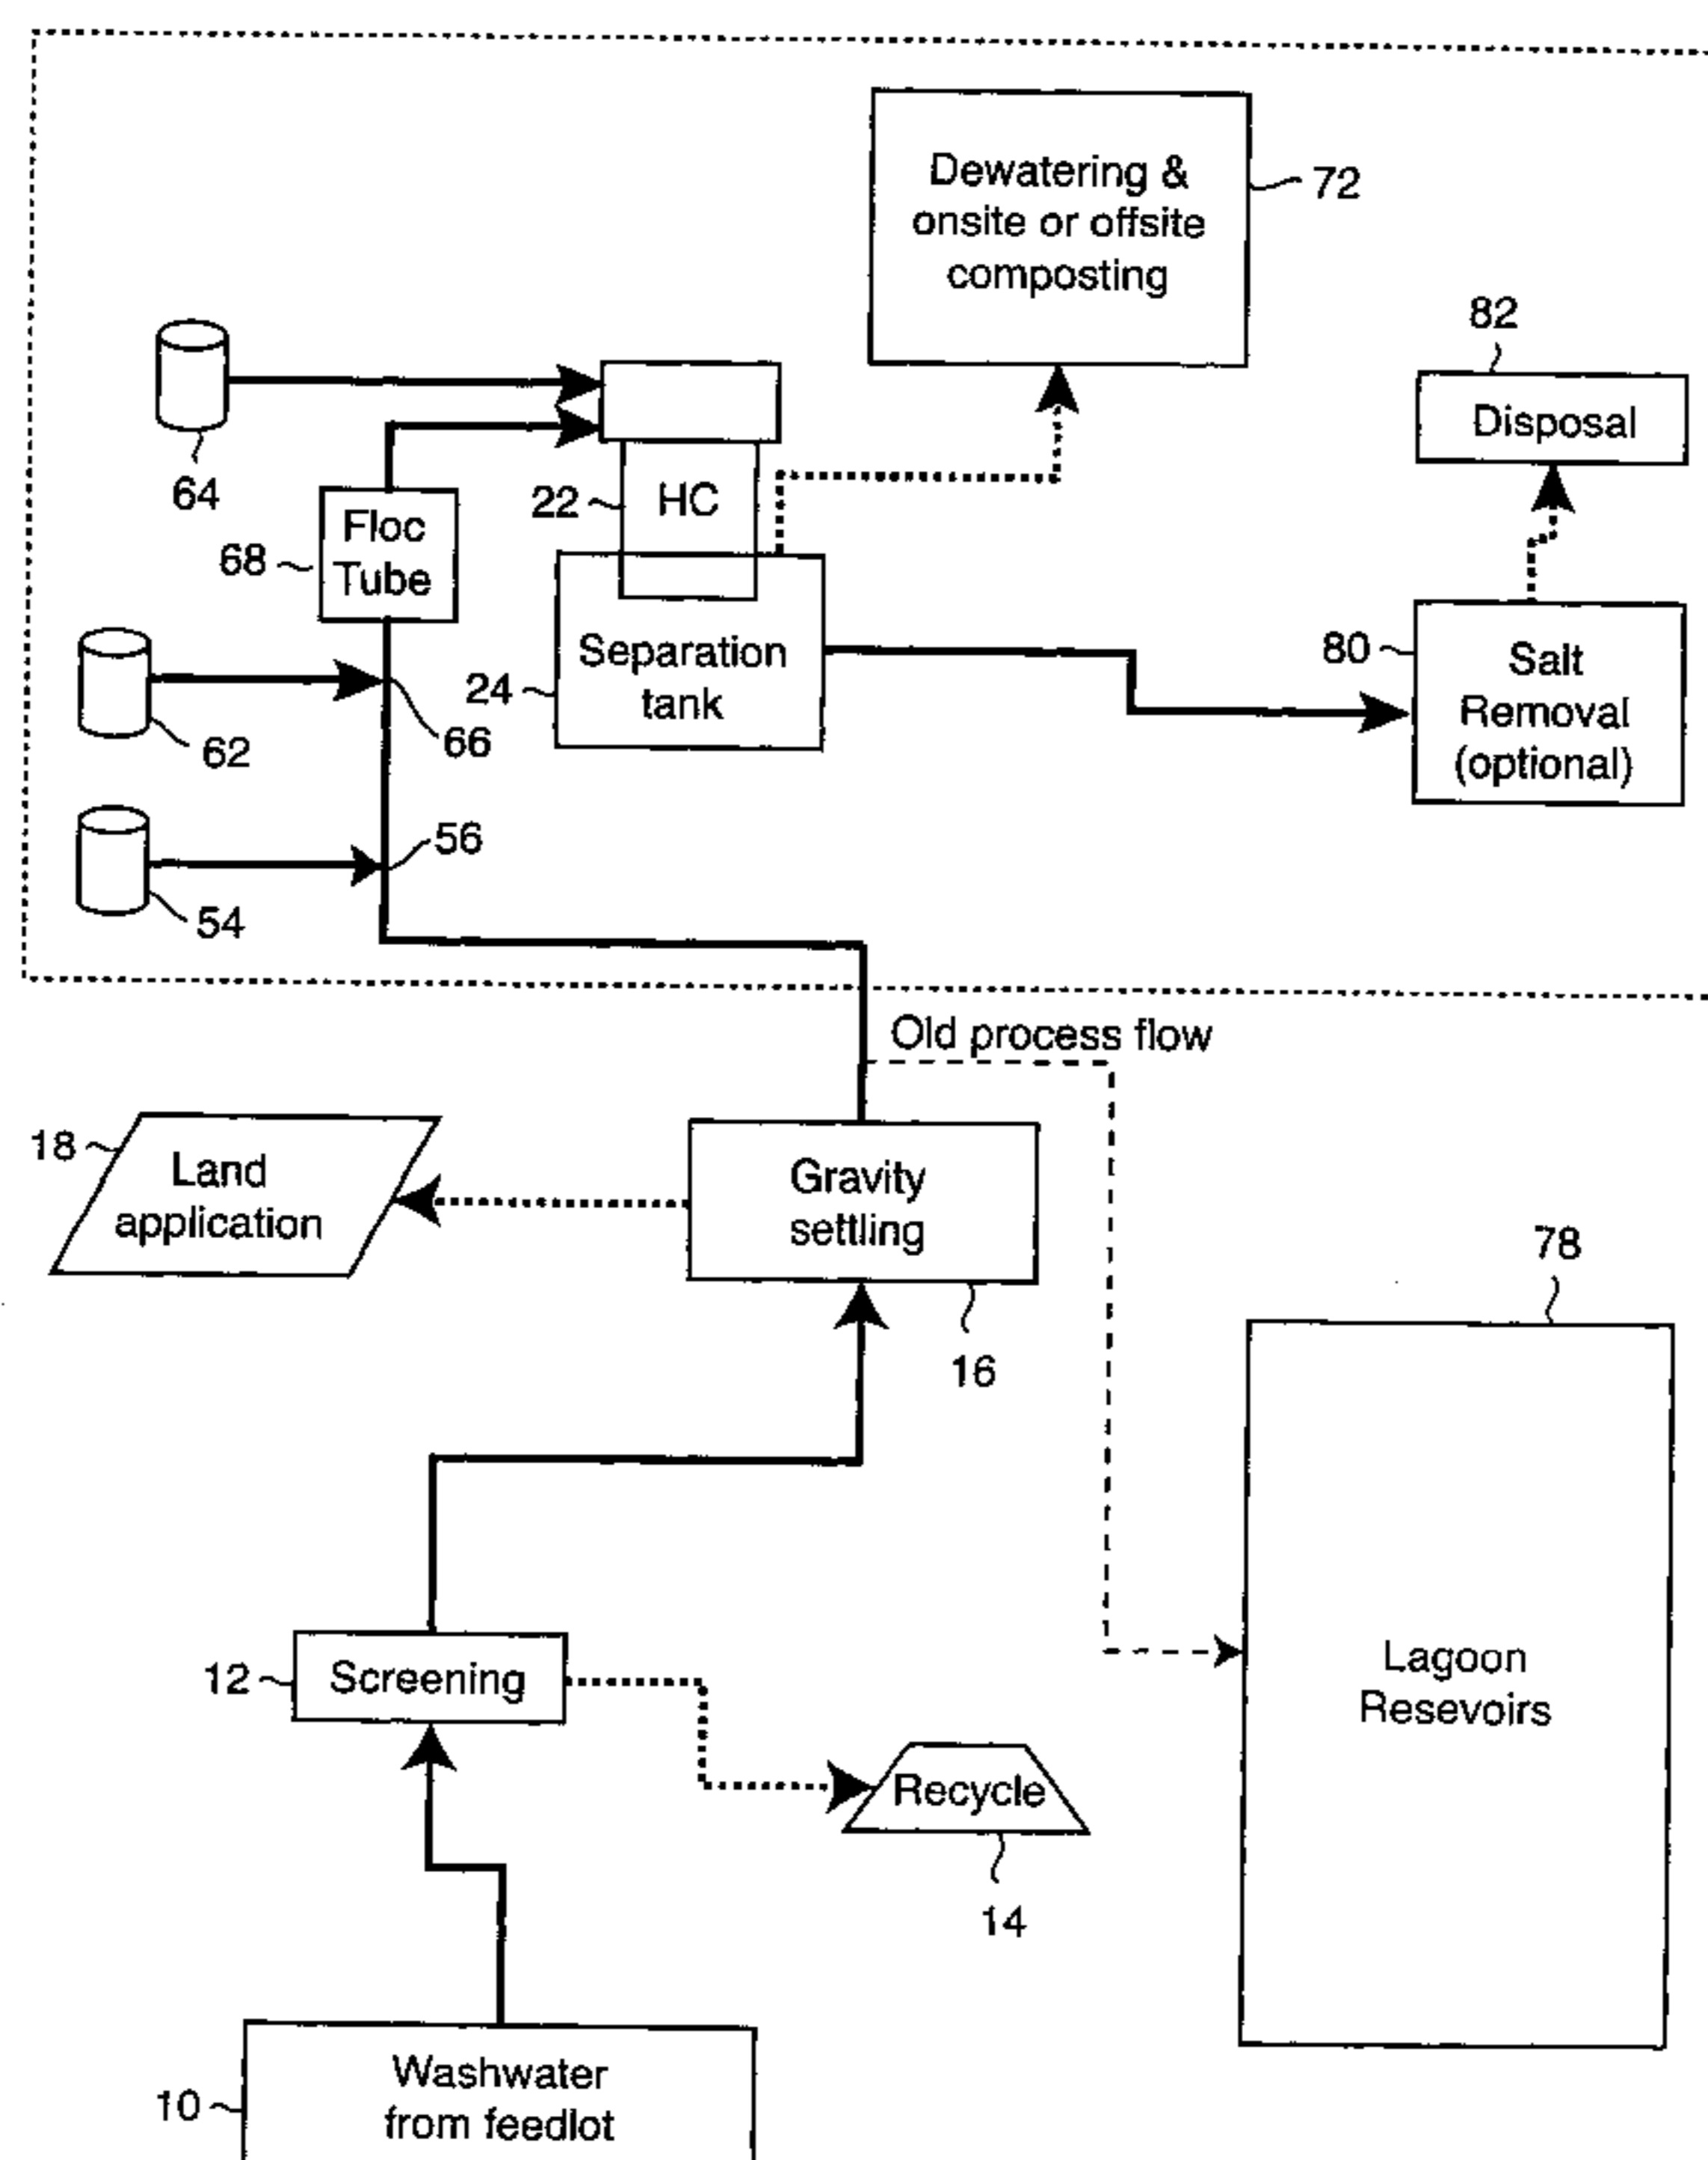 Dewatering &
onsite or offsite
composting
72
82
Disposal
64
22
HC
Floc
Tube
68
80
Salt
Removal
(optional)
Separation
tank
24
62
66
56
54
Old process flow
18
Land
application
Gravity
settling
16
78
Lagoon
Resevoirs
12
Screening
Recycle
14
10
Washwater
from feedlot